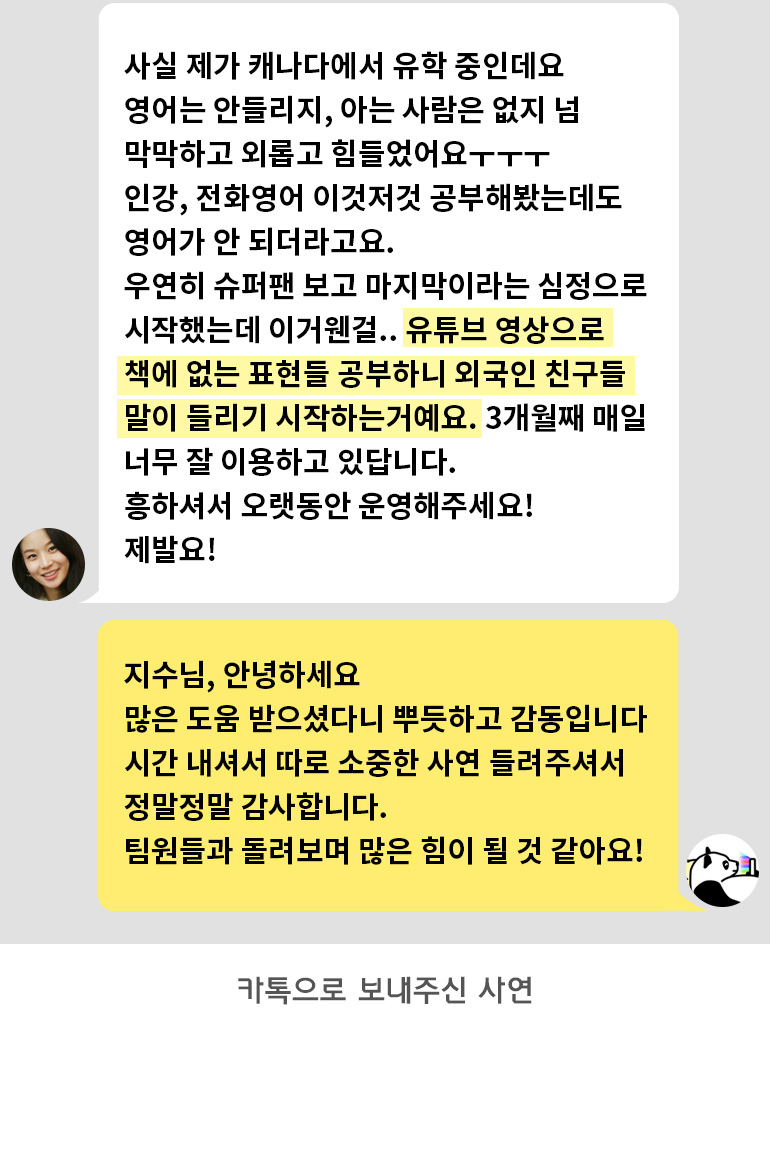 사실 제가 캐나다에서 유학 중인데요
영어는 안들리지, 아는 사람은 없지 넘
막막하고 외롭고 힘들었어요ㅜㅜㅜ
인강, 전화영어 이것저것 공부해봤는데도
영어가 안 되더라고요.
우연히 슈퍼팬 보고 마지막이라는 심정으로
시작했는데 이거웬걸.. 유튜브 영상으로
책에 없는 표현들 공부하니 외국인 친구들
말이 들리기 시작하는거예요. 3개월째 매일
너무 잘 이용하고 있답니다.
흥하셔서 오랫동안 운영해주세요!
제발요!
지수님, 안녕하세요
많은 도움 받으셨다니 뿌듯하고 감동입니다
시간 내셔서 따로 소중한 사연 들려주셔서
정말정말 감사합니다.
팀원들과 돌려보며 많은 힘이 될 것 같아요!
카톡으로 보내주신 사연